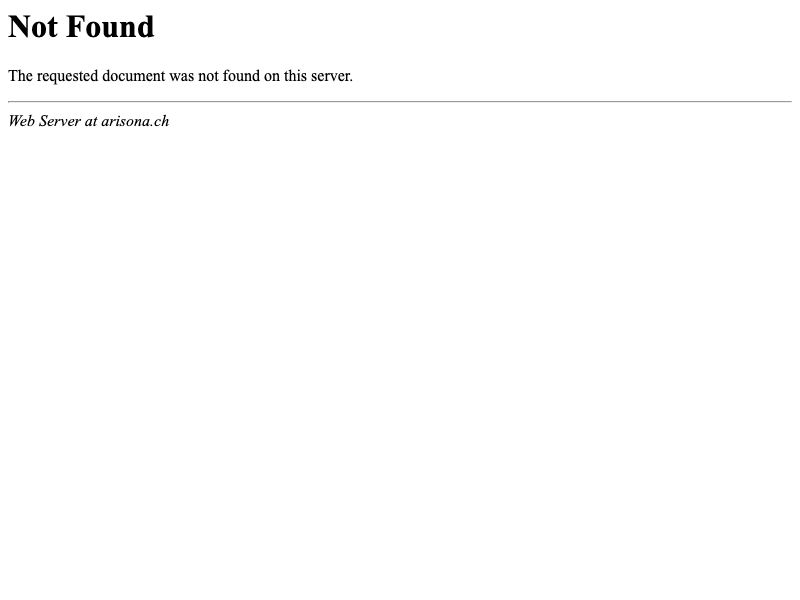 Not Found
The requested document was not found on this server.
Web Server at arisona.ch